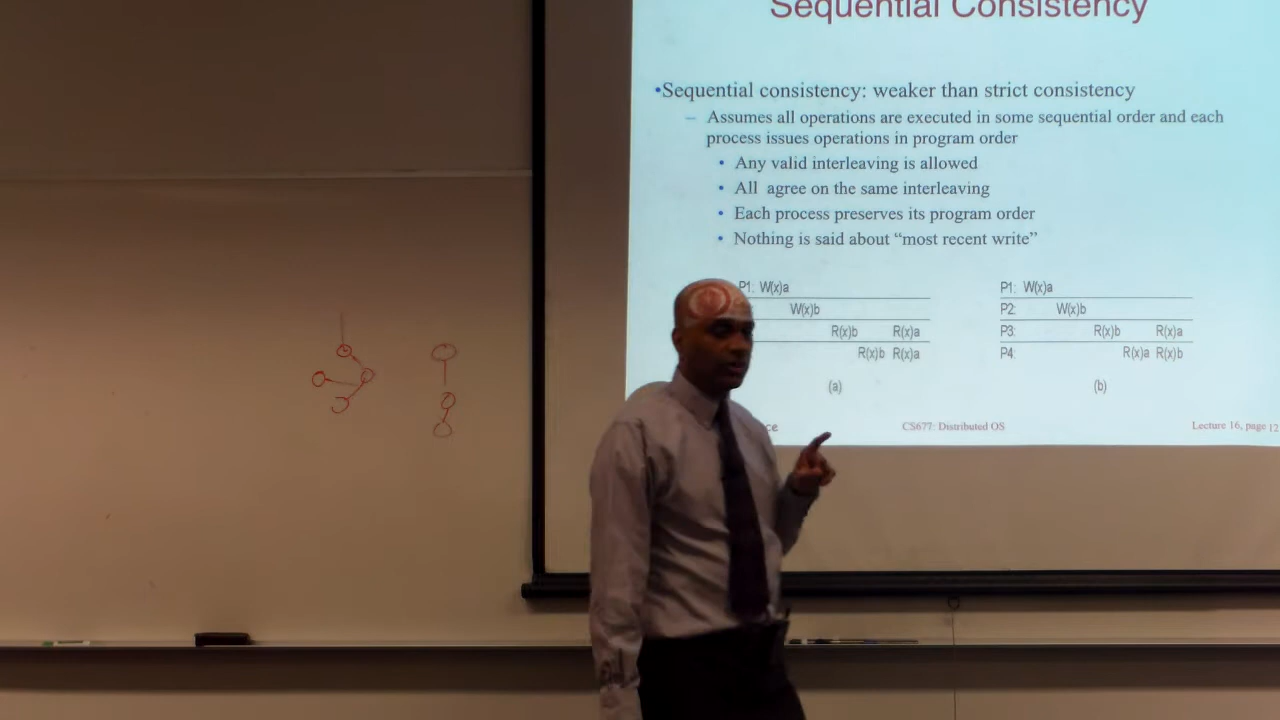 Sequential Consistency
•Sequential consistency: weaker than strict consistency
– Assumes all operations are executed in some sequential order and each
process issues operations in program order
• Any valid interleaving is allowed
• All agree on the same interleaving
• Each process preserves its program order
• Nothing is said about “most recent write”
P1: W(x)a
W(x)b
R(x)b R(x)a
R(x)b R(x)a
(a)
P1: W(x)a
P2: W(x)b
P3: R(x)b R(x)a
P4: R(x)a R(x)b
(b)
CS677: Distributed OS
Lecture 16, page 12